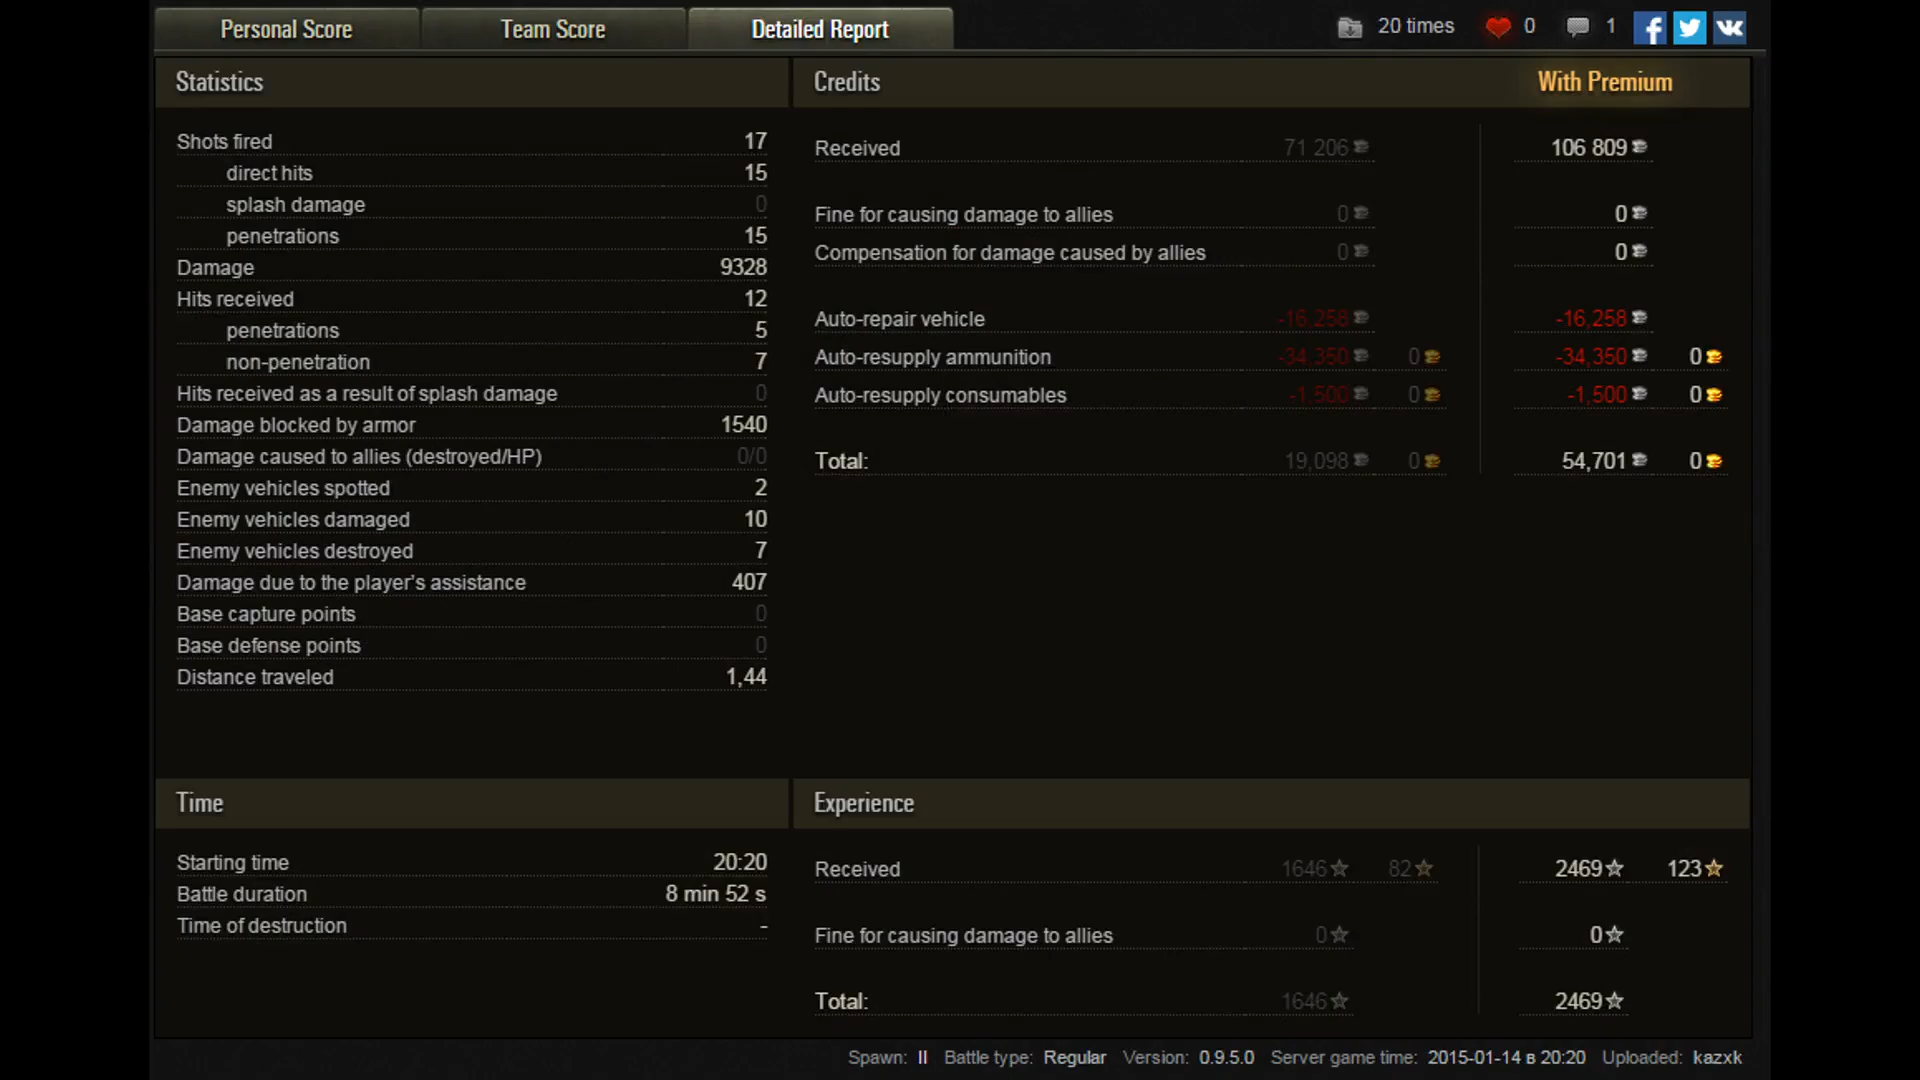 Personal Score Team Score Detailed Report 20 times 0 1
Statistics
Shots fired 17
direct hits 15
splash damage 0
penetrations 15
Damage 9328
Hits received 12
penetrations 5
non-penetration 7
Hits received as a result of splash damage 0
Damage blocked by armor 1540
Damage caused to allies (destroyed/HP) 0/0
Enemy vehicles spotted 2
Enemy vehicles damaged 10
Enemy vehicles destroyed 7
Damage due to the player's assistance 407
Base capture points 0
Base defense points 0
Distance traveled 1,44
Credits With Premium
Received 71 206 106 809
Fine for causing damage to allies 0 0
Compensation for damage caused by allies 0 0
Auto-repair vehicle -16,258 -16,258
Auto-resupply ammunition -34,350 0 -34,350 0
Auto-resupply consumables -1,500 0 -1,500 0
Total: 19,098 0 54,701 0
Time
Starting time 20:20
Battle duration 8 min 52 s
Time of destruction -
Experience
Received 1646 82 2469 123
Fine for causing damage to allies 0 0
Total: 1646 2469
Spawn: II Battle type: Regular Version: 0.9.5.0 Server game time: 2015-01-14 в 20:20 Uploaded: kazxk